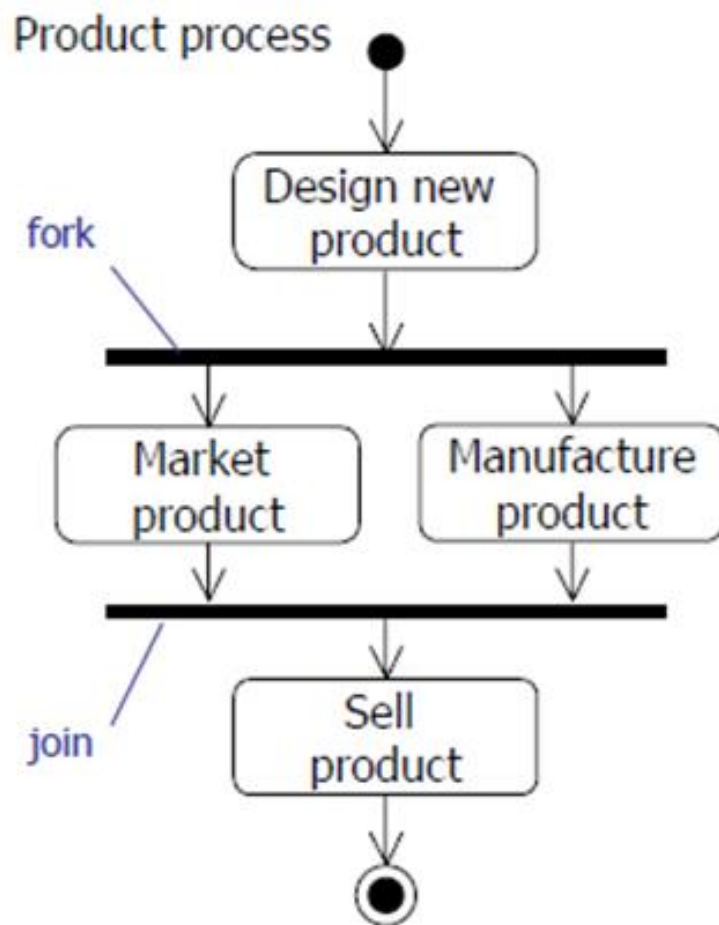 Product process
Design new
product
fork
Market
product
Manufacture
product
Sell
product
join